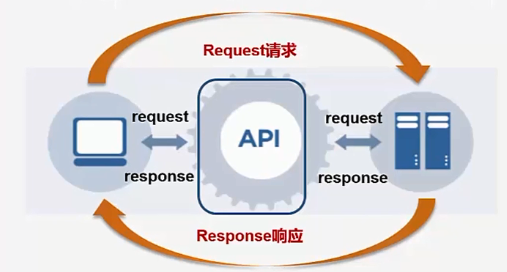 Request请求
request
request
API
response
response
Response响应